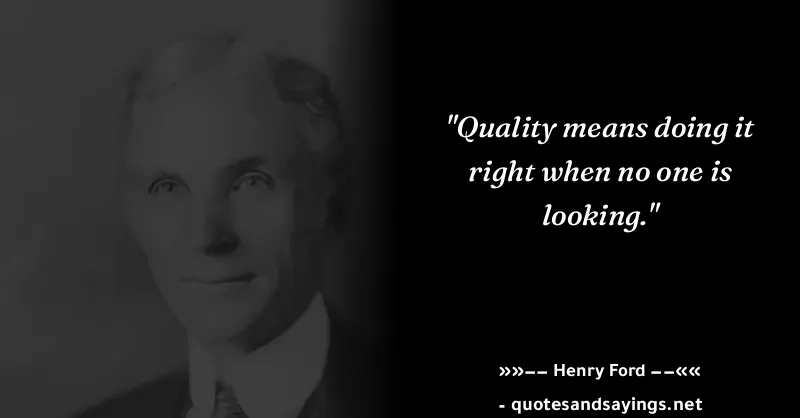 "Quality means doing it
right when no one is
looking."
»»−− Henry Ford −−««
- quotesandsayings.net